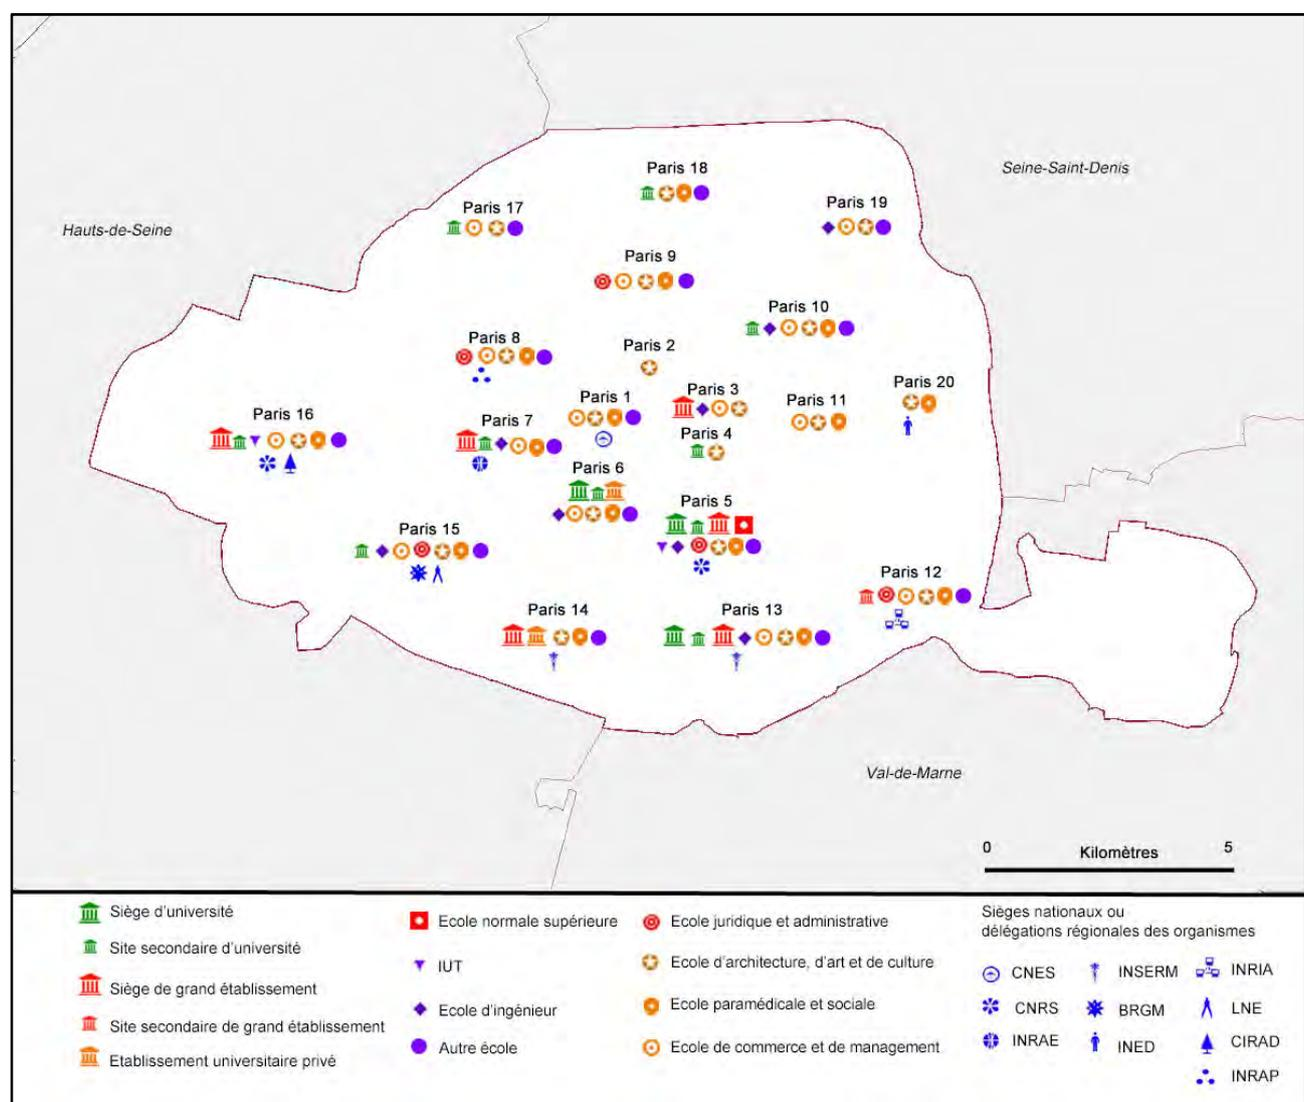 Paris 18
Seine-Saint-Denis
Paris 17
Paris 19
Hauts-de-Seine
Paris 9
Paris 10
Paris 8
Paris 2
Paris 20
Paris 3
Paris 1
Paris 11
Paris 16
Paris 7
Paris 4
Paris 6
Paris 5
Paris 15
Paris 12
Paris 14
Paris 13
Val-de-Marne
0 5
Kilomètres
Siège d'université
Site secondaire d'université
Siège de grand établissement
Site secondaire de grand établissement
Etablissement universitaire privé
Ecole normale supérieure
IUT
Ecole d'ingénieur
Autre école
Ecole juridique et administrative
Ecole d'architecture, d'art et de culture
Ecole paramédicale et sociale
Ecole de commerce et de management
Sièges nationaux ou
délégations régionales des organismes
CNES
CNRS
INRAE
INSERM
BRGM
INED
INRIA
LNE
CIRAD
INRAP